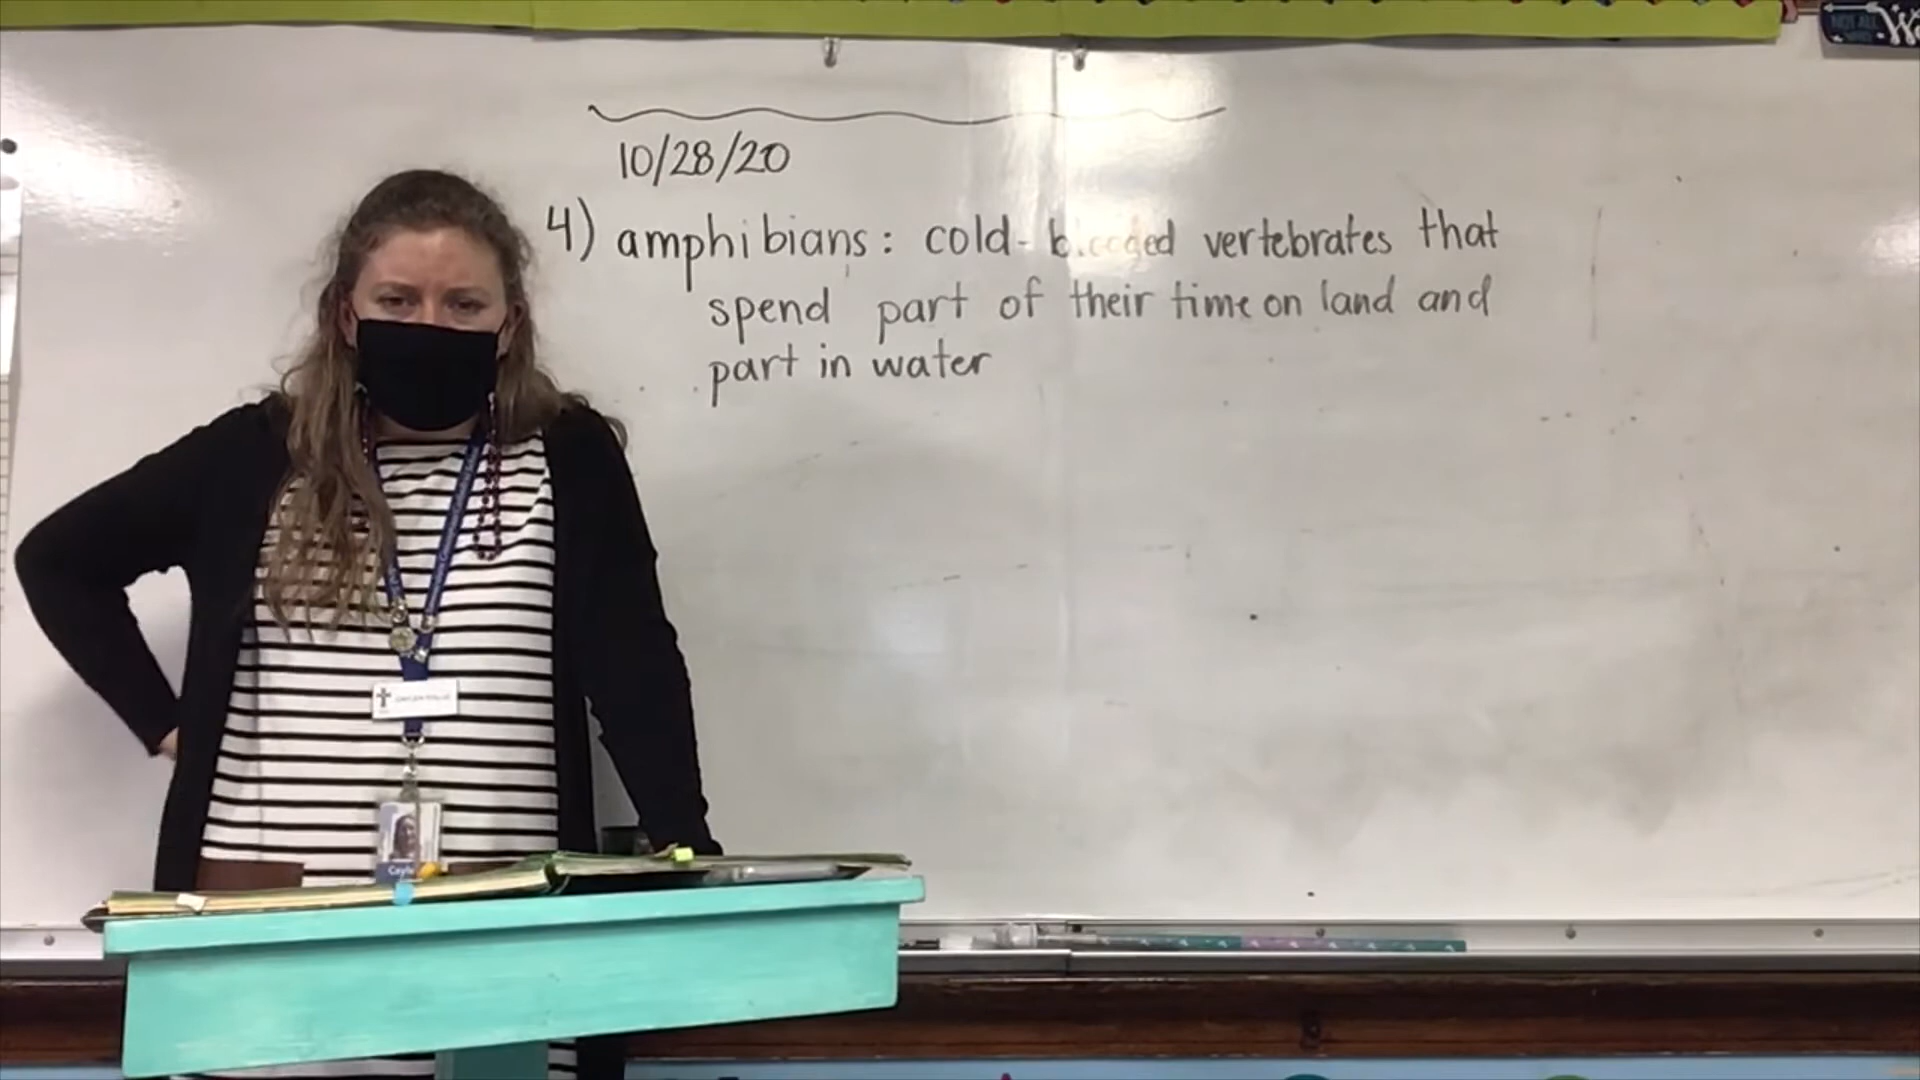 10/28/20
4) amphibians: cold-blooded vertebrates that
spend part of their time on land and
part in water